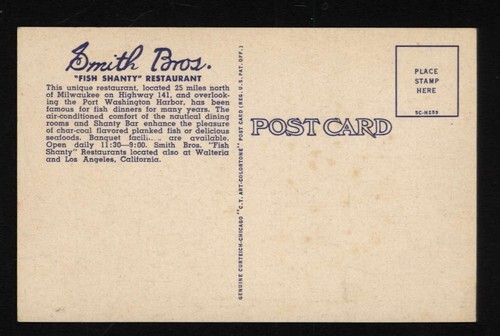 Smith Bros.
"FISH SHANTY" RESTAURANT
This unique restaurant, located 25 miles north
of Milwaukee on Highway 141, and overlook-
ing the Port Washington Harbor, has been
famous for fish dinners for many years. The
air-conditioned comfort of the nautical dining
rooms and Shanty Bar enhance the pleasure
of char-coal flavored planked fish or delicious
seafoods. Banquet are available.
Open daily 11:30—9:00. Smith Bros. "Fish
Shanty" Restaurants located also at Walteria
and Los Angeles, California.
GENUINE CURTEICH-CHICAGO "C.T. ART-COLORTONE" POST CARD (REG. U.S. PAT. OFF.)
POST CARD
PLACE
STAMP
HERE
5C-H255